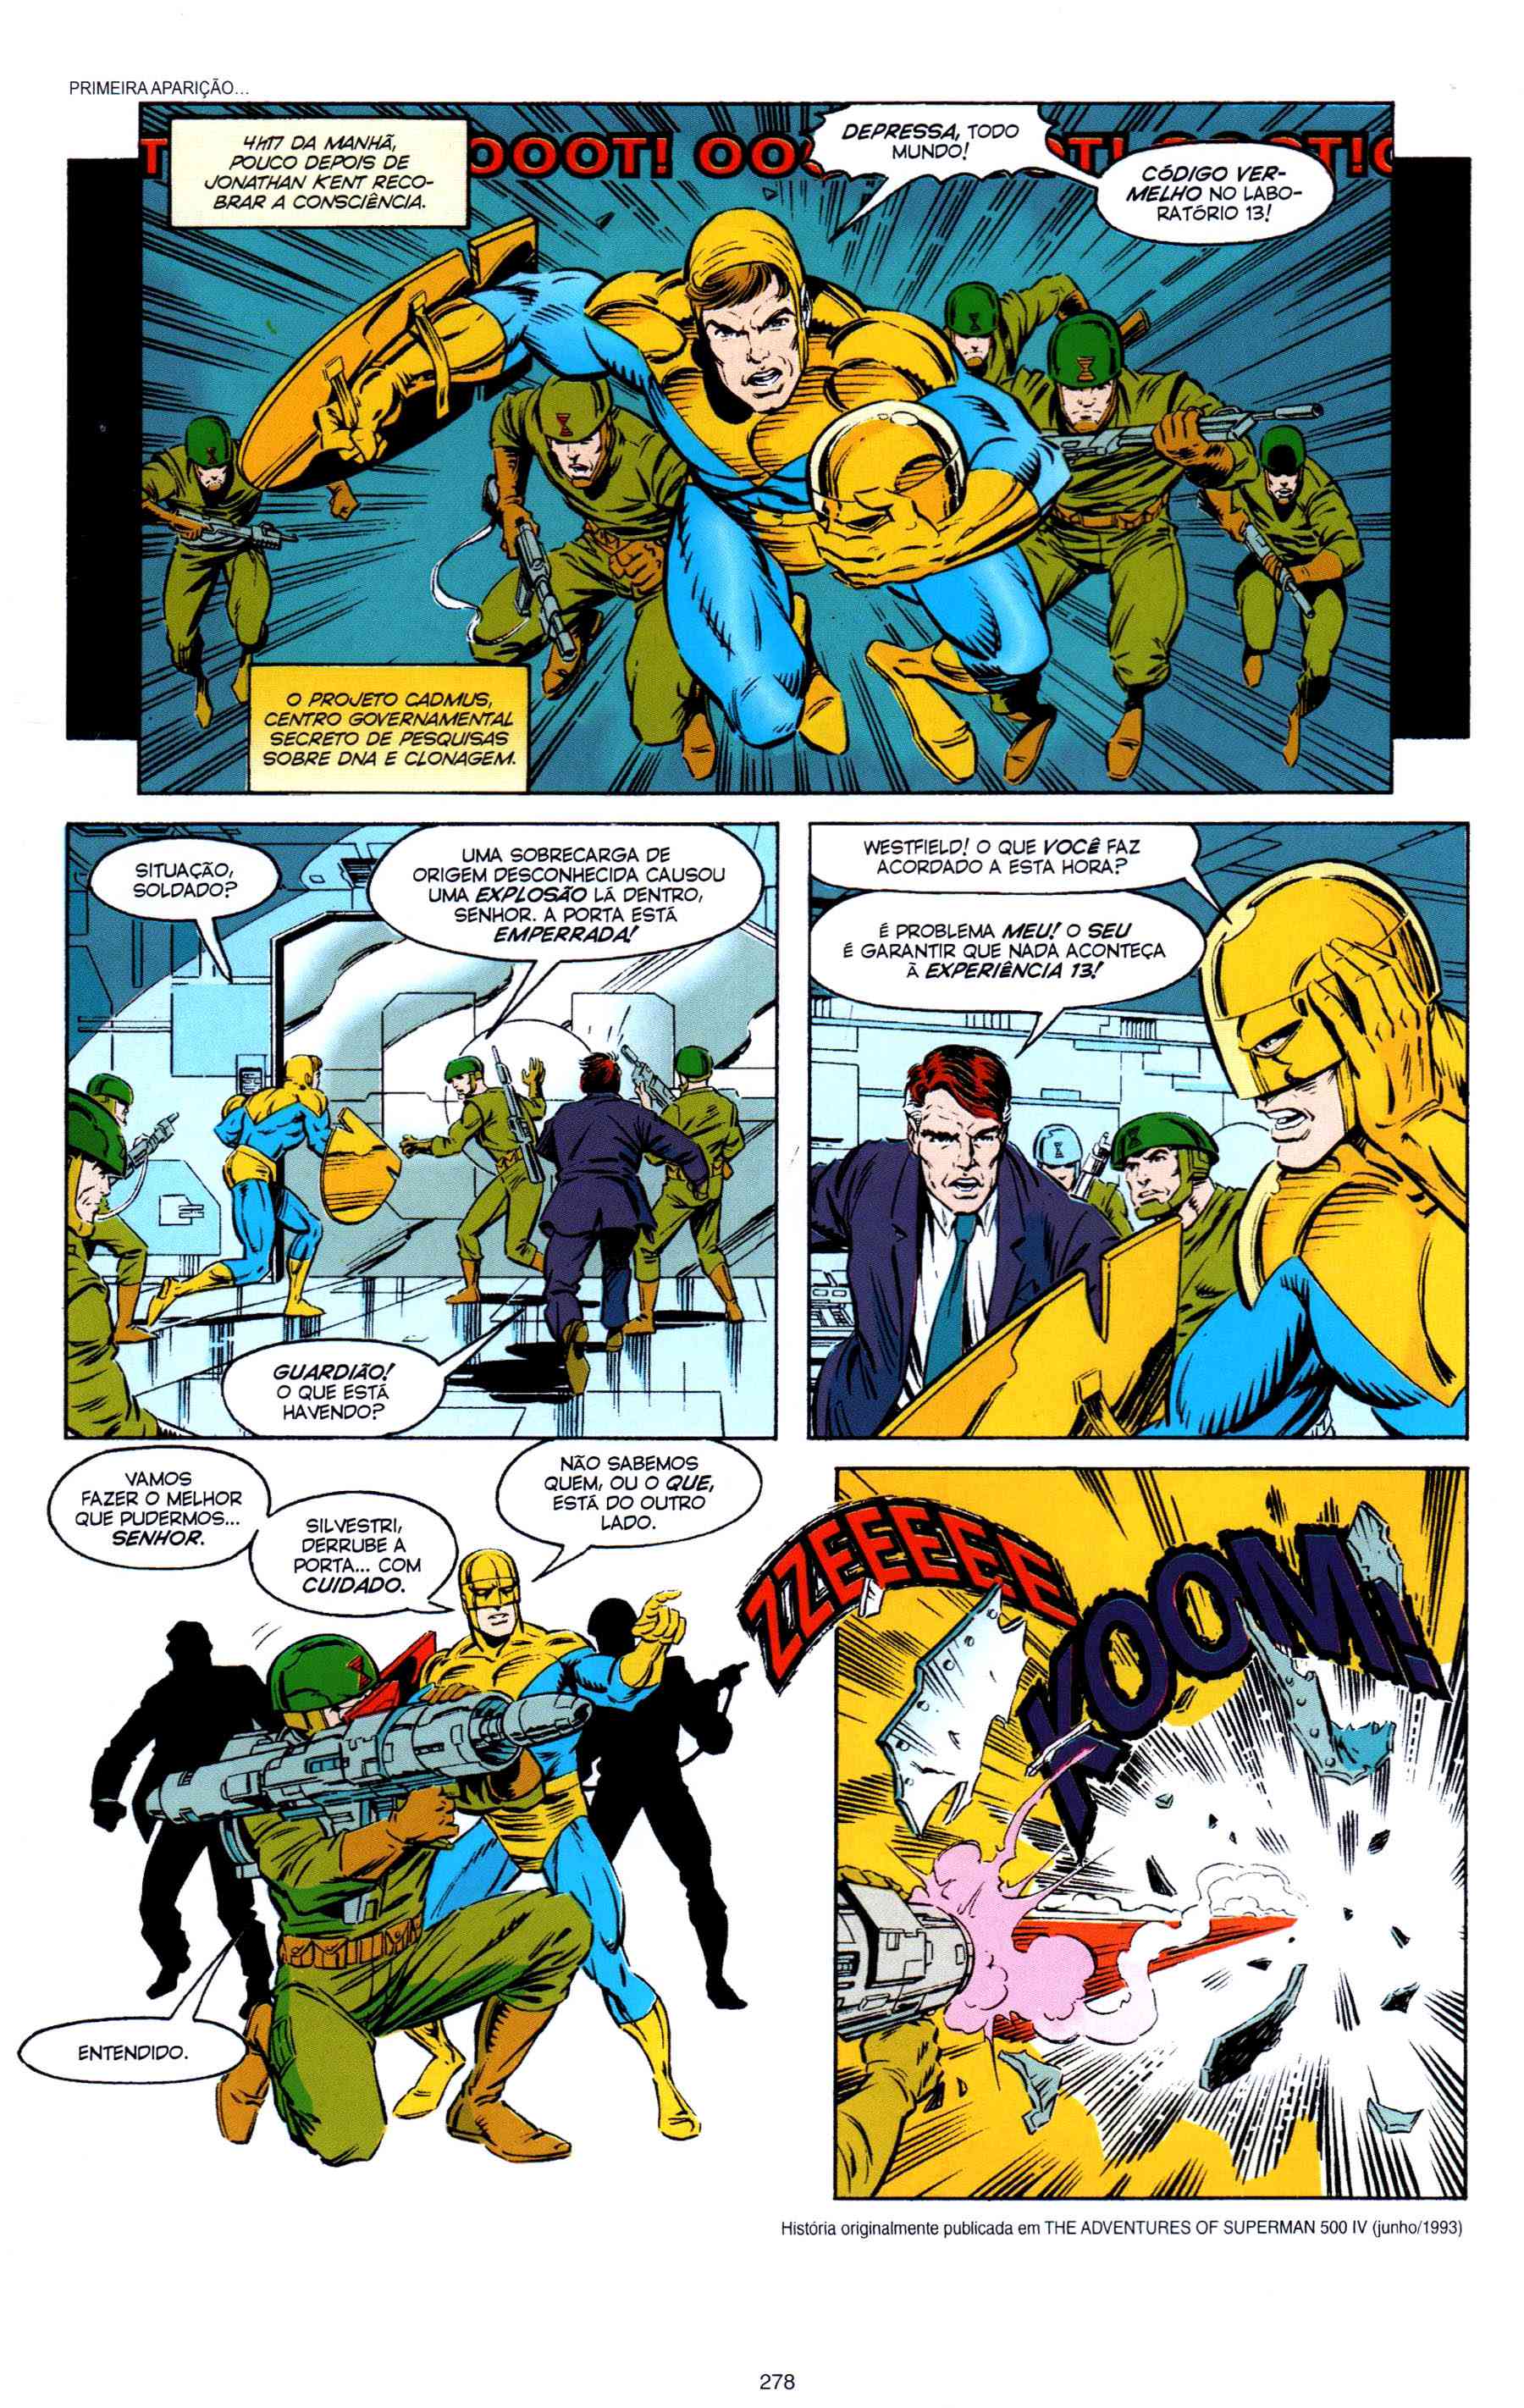 PRIMEIRA APARIÇÃO...
4H17 DA MANHÃ,
POUCO DEPOIS DE
JONATHAN KENT RECO-
BRAR A CONSCIÊNCIA.
OOOT!
DEPRESSA, TODO
MUNDO!
CÓDIGO VER-
MELHO NO LABO-
RATÓRIO 13!
O PROJETO CADMUS,
CENTRO GOVERNAMENTAL
SECRETO DE PESQUISAS
SOBRE DNA E CLONAGEM.
SITUAÇÃO,
SOLDADO?
UMA SOBRECARGA DE
ORIGEM DESCONHECIDA CAUSOU
UMA EXPLOSÃO LÁ DENTRO,
SENHOR. A PORTA ESTÁ
EMPERRADA!
GUARDIÃO!
O QUE ESTÁ
HAVENDO?
WESTFIELD! O QUE VOCÊ FAZ
ACORDADO A ESTA HORA?
É PROBLEMA MEU! O SEU
É GARANTIR QUE NADA ACONTEÇA
À EXPERIÊNCIA 13!
VAMOS
FAZER O MELHOR
QUE PUDERMOS...
SENHOR.
SILVESTRI,
DERRUBE A
PORTA... COM
CUIDADO.
NÃO SABEMOS
QUEM, OU O QUE,
ESTÁ DO OUTRO
LADO.
ENTENDIDO.
ZZEEEEEE
KOOM!
História originalmente publicada em THE ADVENTURES OF SUPERMAN 500 IV (junho/1993)
278